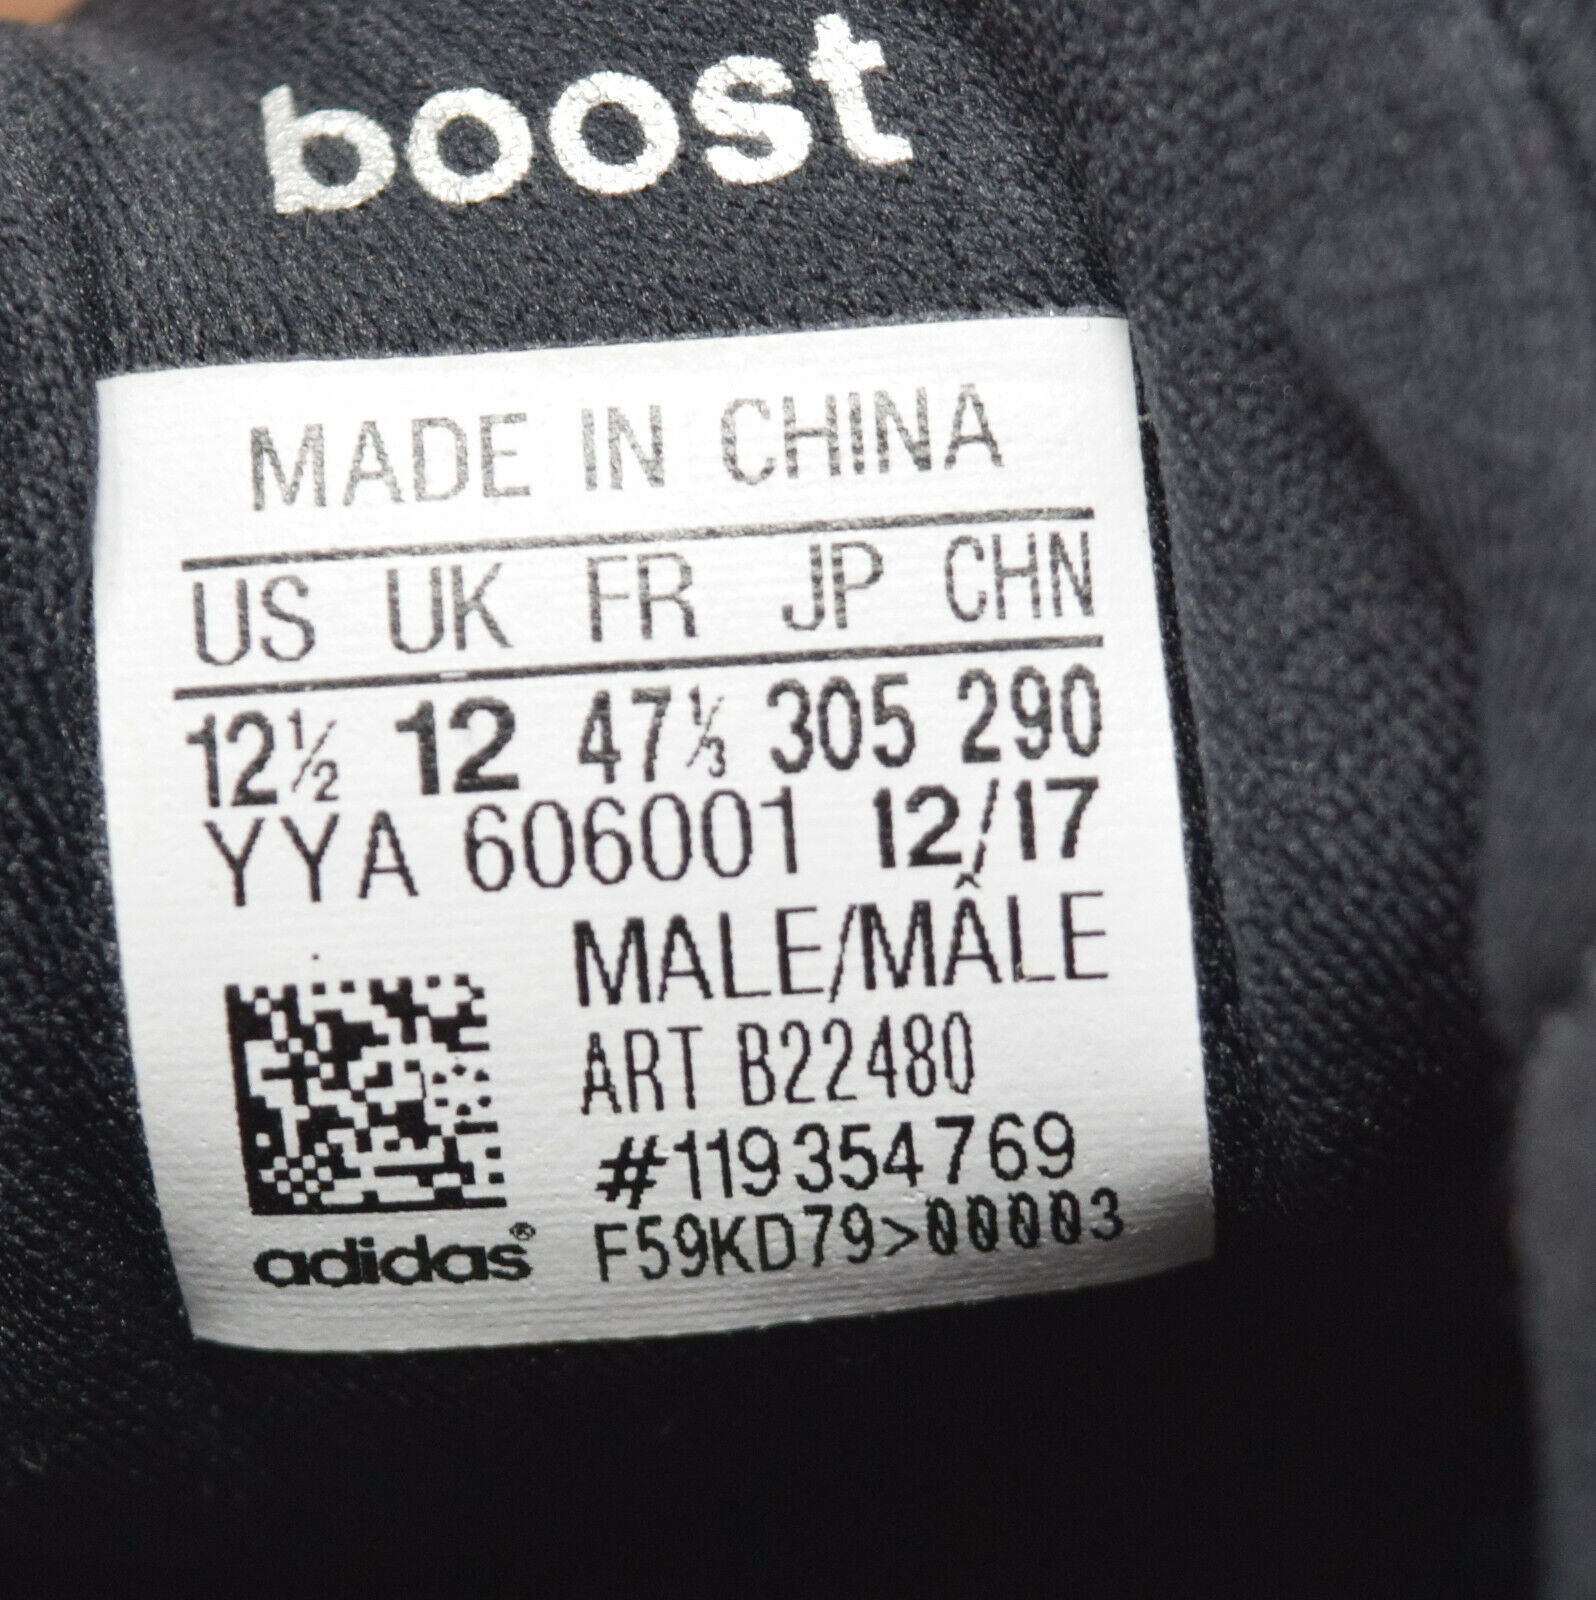 boost
MADE IN CHINA
US UK FR JP CHN
12½ 12 47⅓ 305 290
YYA 606001 12/17
MALE/MÂLE
ART B22480
#119354769
adidas® F59KD79>00003